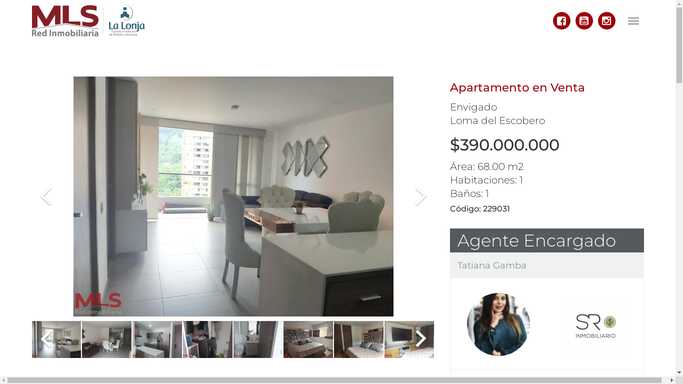 MLS
Red Inmobiliaria
La Lonja
Apartamento en Venta
Envigado
Loma del Escobero
$390.000.000
Área: 68.00 m2
Habitaciones: 1
Baños: 1
Código: 229031
MLS
Agente Encargado
Tatiana Gamba
SR
INMOBILIARIO